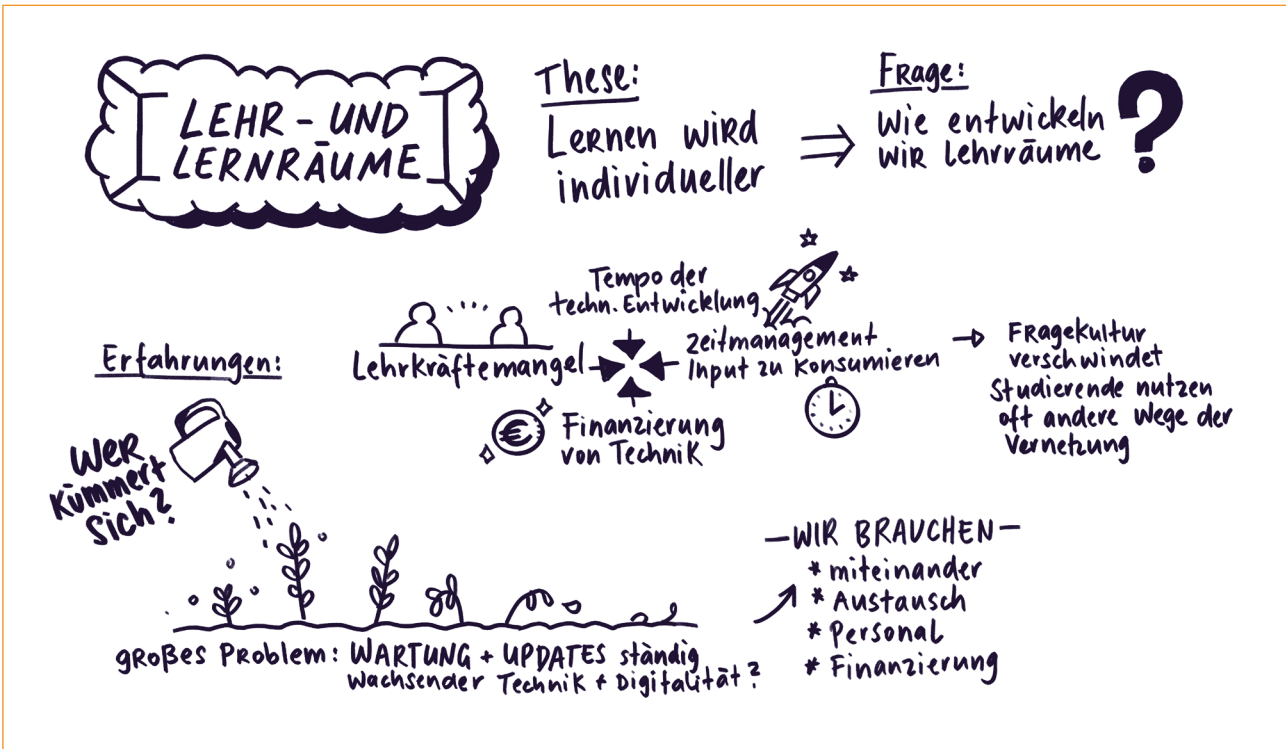 LEHR - UND
LERNRÄUME
These:
Lernen wird
individueller
Frage:
Wie entwickeln
wir Lehrräume
?
Erfahrungen:
Lehrkräftemangel
Tempo der
techn. Entwicklung
Zeitmanagement
Input zu konsumieren
Finanzierung
von Technik
€
Fragekultur
verschwindet
Studierende nutzen
oft andere Wege der
Vernetzung
Wer
kümmert
sich?
großes Problem: WARTUNG + UPDATES ständig
wachsender Technik + Digitalität?
- WIR BRAUCHEN -
* miteinander
* Austausch
* Personal
* Finanzierung